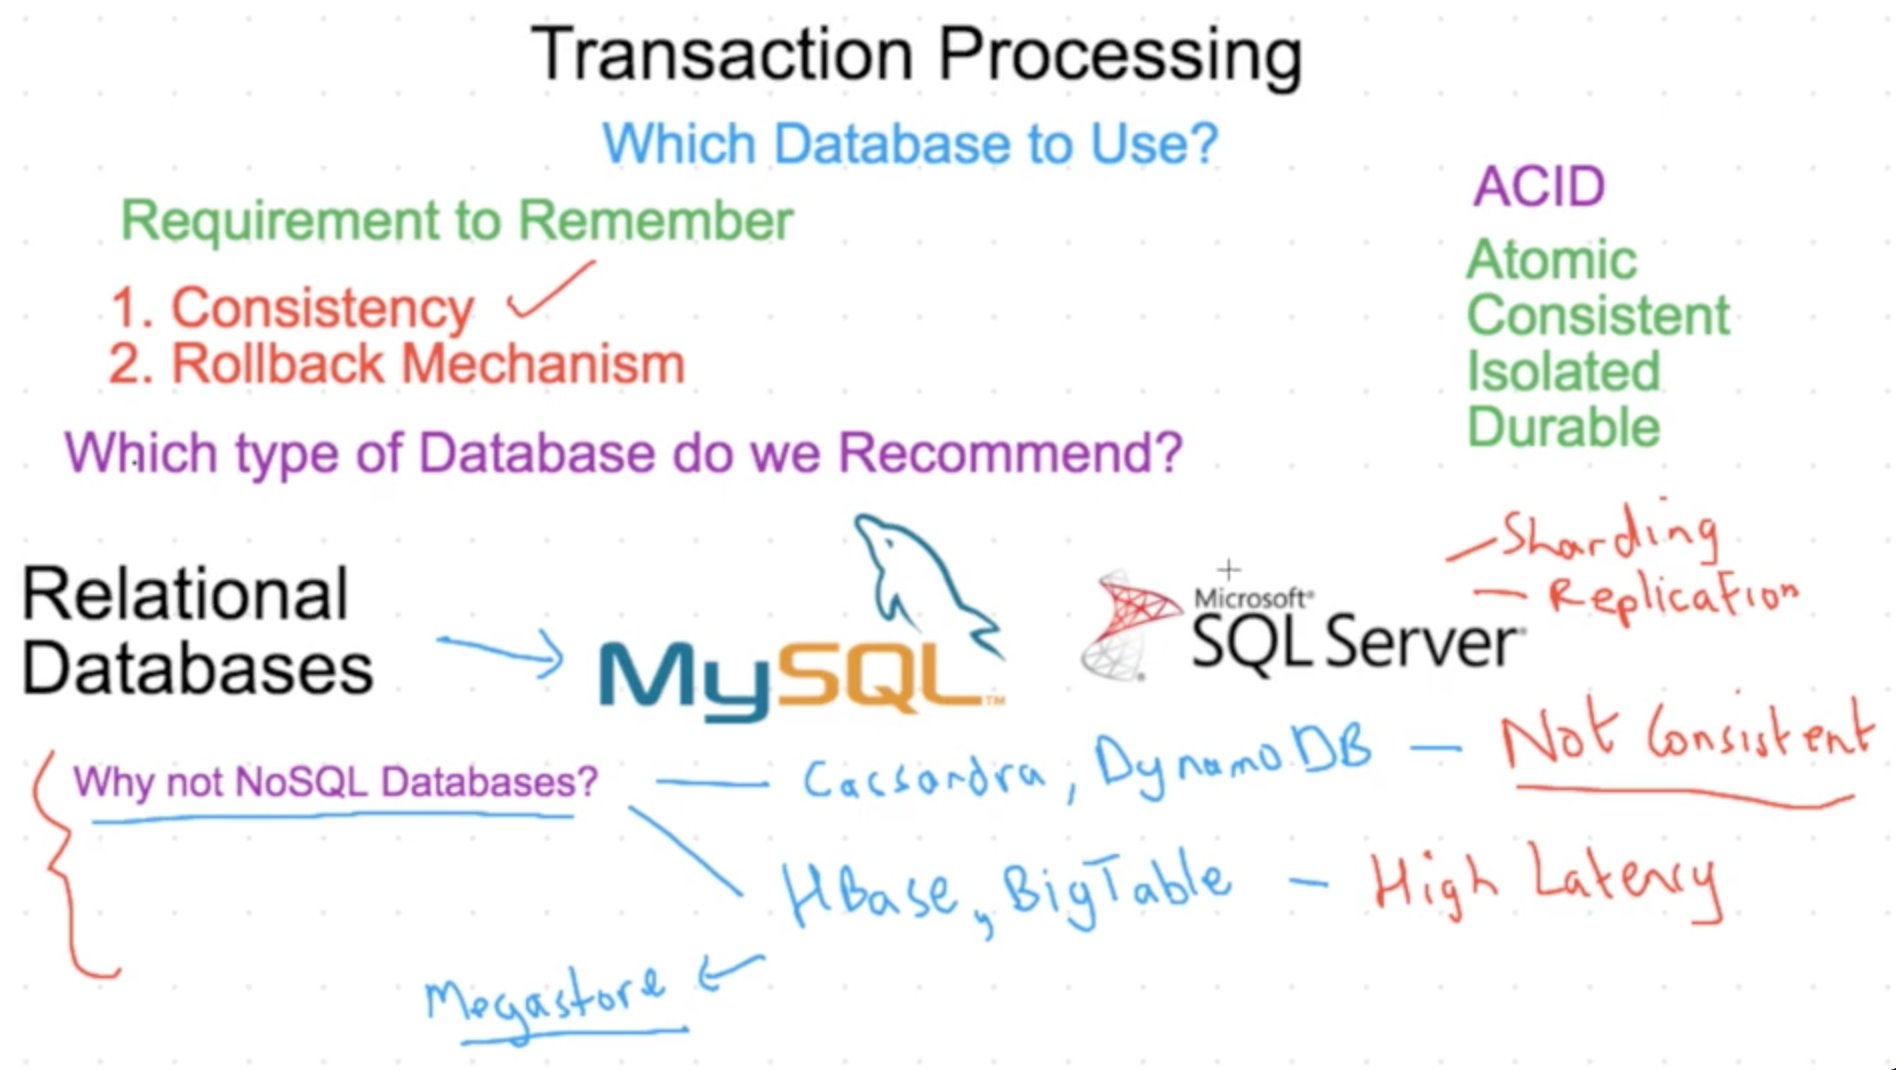 Transaction Processing
Which Database to Use?
Requirement to Remember
1. Consistency
2. Rollback Mechanism
ACID
Atomic
Consistent
Isolated
Durable
Which type of Database do we Recommend?
Relational
Databases
MySQL™
Microsoft®
SQL Server®
Sharding
Replication
Why not NoSQL Databases?
Cacsandra, DynamoDB — Not Consistent
HBase, BigTable — High Latency
Megastore